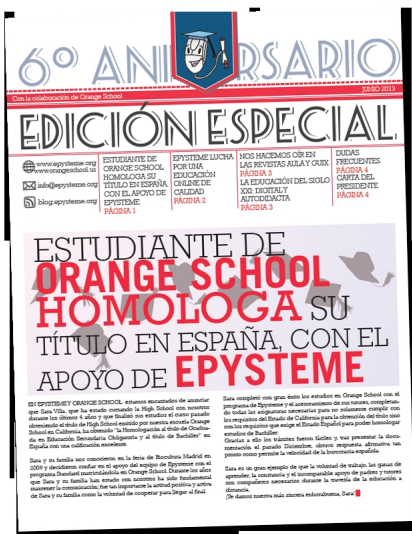 6º ANIVERSARIO
Con la colaboración de Orange School
JUNIO 2013
EDICIÓN ESPECIAL
www.epysteme.org
www.orangeschool.us
info@epysteme.org
blog.epysteme.org
ESTUDIANTE DE
ORANGE SCHOOL
HOMOLOGA SU
TÍTULO EN ESPAÑA,
CON EL APOYO DE
EPYSTEME
PÁGINA 1
EPYSTEME LUCHA
POR UNA
EDUCACIÓN
ONLINE DE
CALIDAD
PÁGINA 2
NOS HACEMOS OÍR EN
LAS REVISTAS AULA Y GUIX
PÁGINA 3
LA EDUCACIÓN DEL SIGLO
XXI: DIGITAL Y
AUTODIDACTA
PÁGINA 3
DUDAS
FRECUENTES
PÁGINA 4
CARTA DEL
PRESIDENTE
PÁGINA 4
ESTUDIANTE DE
ORANGE SCHOOL
HOMOLOGA SU
TÍTULO EN ESPAÑA, CON EL
APOYO DE EPYSTEME
EN EPYSTEME Y ORANGE SCHOOL estamos encantados de anunciar
que Sara Villa, que ha estado cursando la High School con nosotros
durante los últimos 4 años y que finalizó sus estudios el curso pasado
obteniendo el título de High School emitido por nuestra escuela Orange
School en California, ha obtenido "la Homologación al título de Gradua-
da en Educación Secundaria Obligatoria y al título de Bachiller" en
España con una calificación excelente.
Sara y su familia nos conocieron en la feria de Biocultura Madrid en
2008 y decidieron confiar en el apoyo del equipo de Epysteme con el
programa Standard matriculándola en Orange School. Durante los años
que Sara y su familia han estado con nosotros ha sido fundamental
mantener la comunicación; fue tan importante la actitud positiva y activa
de Sara y su familia como la voluntad de cooperar para llegar al final.
Sara completó con gran éxito los estudios en Orange School con el
programa de Epysteme y el asesoramiento de sus tutores, completan-
do todas las asignaturas necesarias para no solamente cumplir con
los requisitos del Estado de California para la obtención del título sino
con los requisitos que exige el Estado Español para poder homologar
estudios de Bachiller.
Gracias a ello los trámites fueron fáciles y, tras presentar la docu-
mentación el pasado Diciembre, obtuvo respuesta afirmativa tan
pronto como permite la velocidad de la burocracia española.
Sara es un gran ejemplo de que la voluntad de trabajo, las ganas de
aprender, la constancia y el incomparable apoyo de padres y tutores
son compañeros necesarios durante la travesía de la educación a
distancia.
¡Te damos nuestra más sincera enhorabuena, Sara!